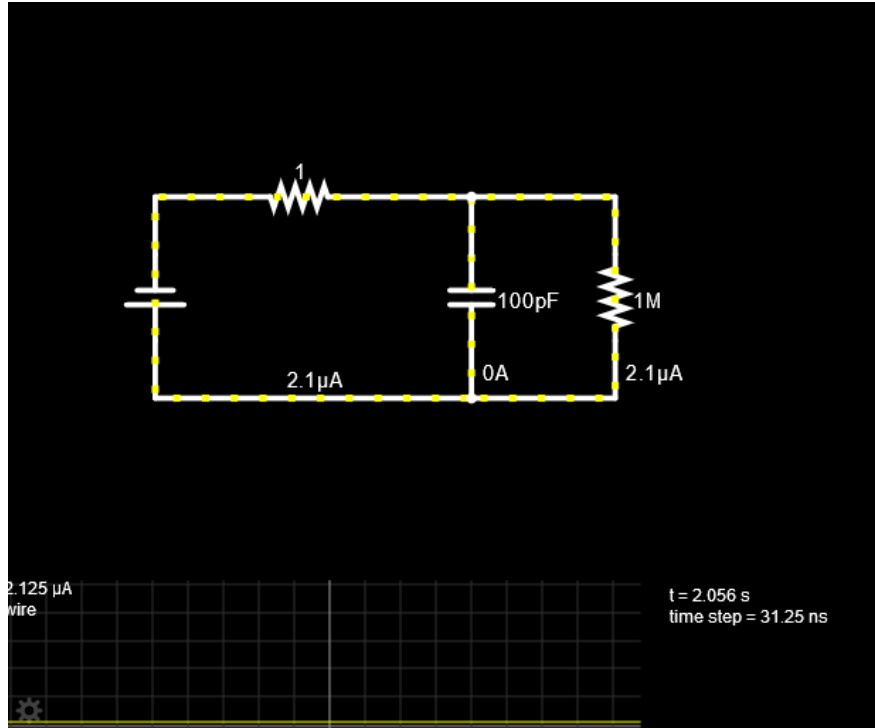 1
100pF
1M
0A
2.1µA
2.1µA
2.125 µA
wire
t = 2.056 s
time step = 31.25 ns